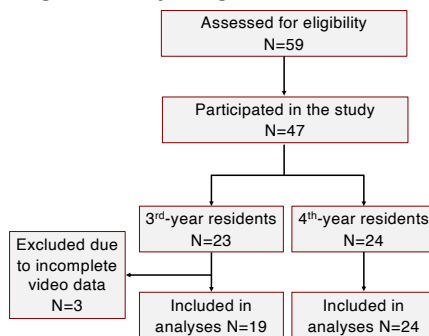 Assessed for eligibility
N=59
Participated in the study
N=47
3rd-year residents
N=23
4th-year residents
N=24
Excluded due
to incomplete
video data
N=3
Included in
analyses N=19
Included in
analyses N=24